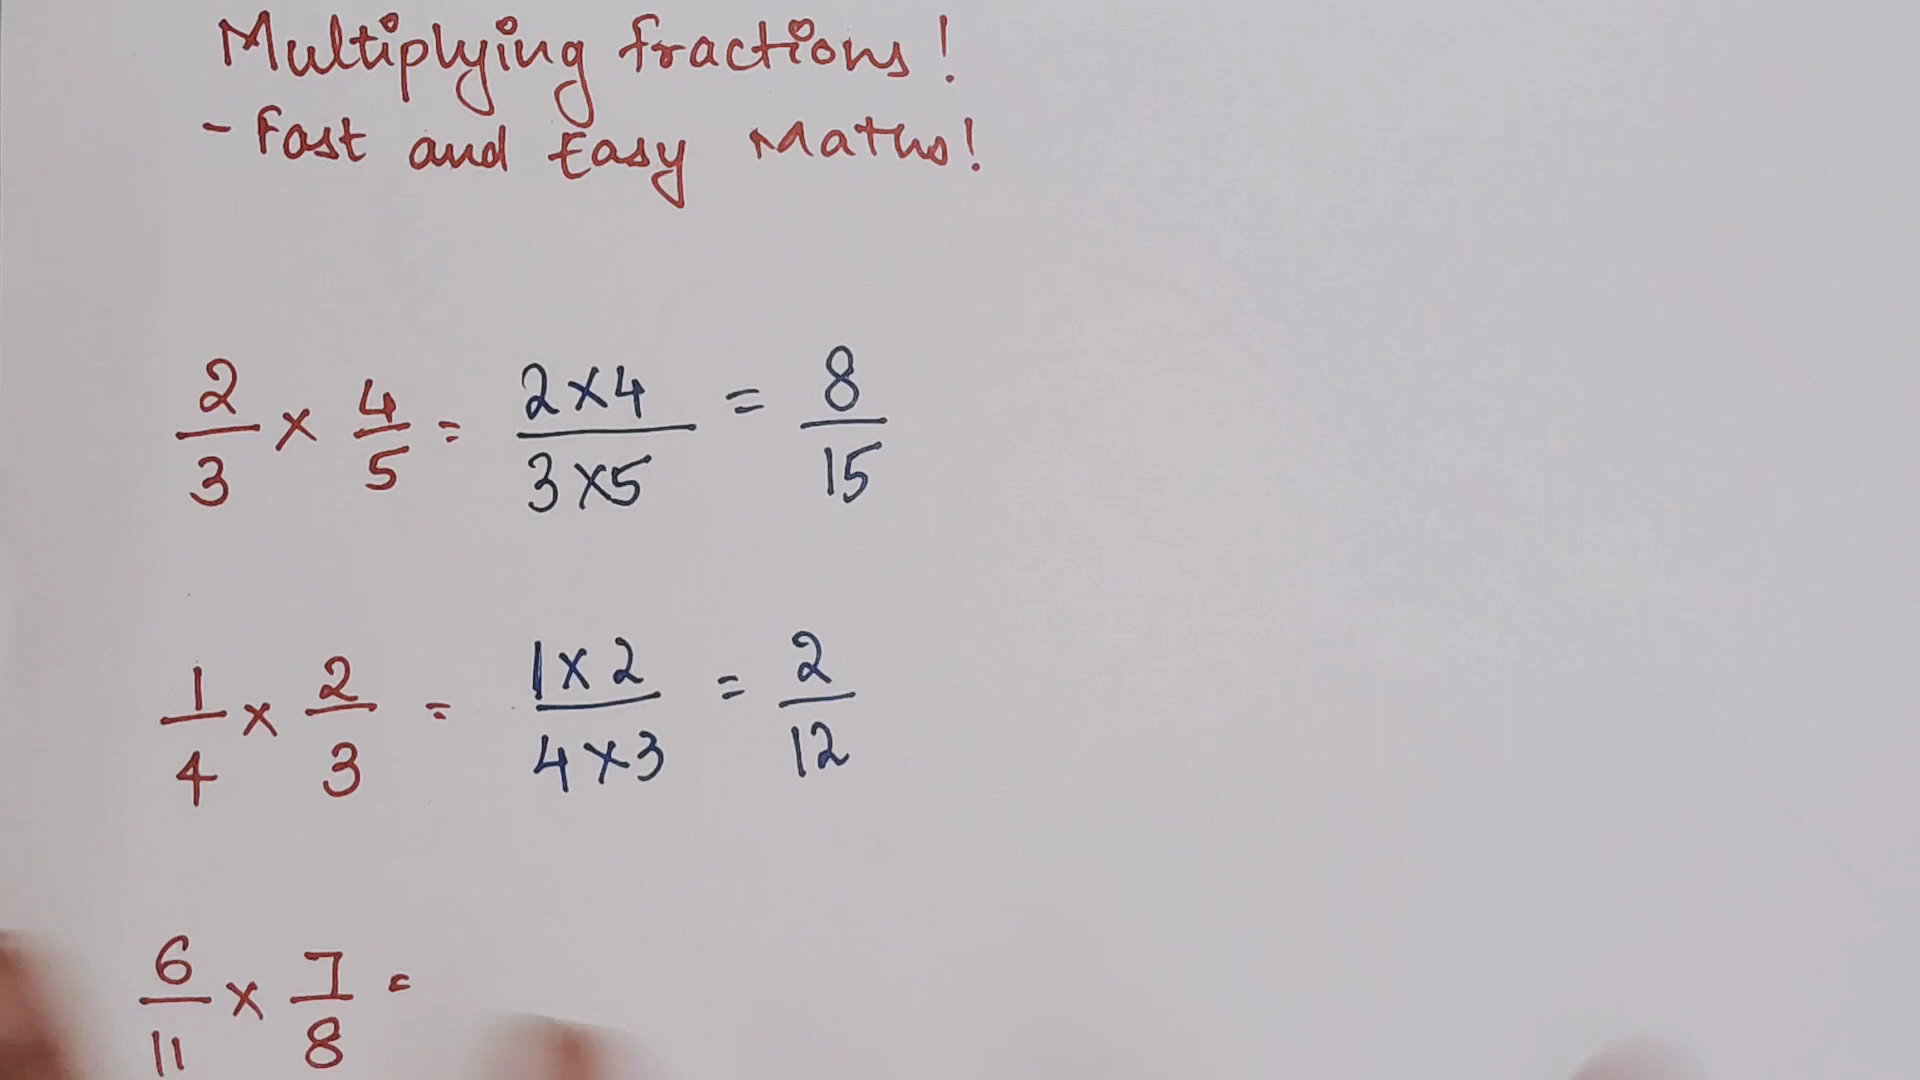 Multiplying fractions!
- Fast and Easy Maths!
2/3 × 4/5 = 2×4/3×5 = 8/15
1/4 × 2/3 = 1×2/4×3 = 2/12
6/11 × 7/8 =